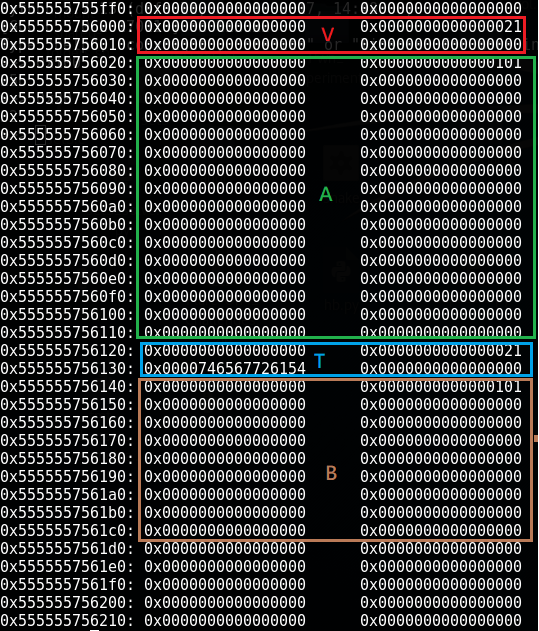 0x555555755ff0: 0x0000000000000000 0x0000000000000000
0x555555756000: 0x0000000000000000 0x0000000000000021
V
0x555555756010: 0x0000000000000000 0x0000000000000000
0x555555756020: 0x0000000000000000 0x0000000000000101
0x555555756030: 0x0000000000000000 0x0000000000000000
0x555555756040: 0x0000000000000000 0x0000000000000000
0x555555756050: 0x0000000000000000 0x0000000000000000
0x555555756060: 0x0000000000000000 0x0000000000000000
0x555555756070: 0x0000000000000000 0x0000000000000000
0x555555756080: 0x0000000000000000 0x0000000000000000
0x555555756090: 0x0000000000000000 0x0000000000000000
A
0x5555557560a0: 0x0000000000000000 0x0000000000000000
0x5555557560b0: 0x0000000000000000 0x0000000000000000
0x5555557560c0: 0x0000000000000000 0x0000000000000000
0x5555557560d0: 0x0000000000000000 0x0000000000000000
0x5555557560e0: 0x0000000000000000 0x0000000000000000
0x5555557560f0: 0x0000000000000000 0x0000000000000000
0x555555756100: 0x0000000000000000 0x0000000000000000
0x555555756110: 0x0000000000000000 0x0000000000000000
0x555555756120: 0x0000000000000000 0x0000000000000021
T
0x555555756130: 0x0000746567726154 0x0000000000000000
0x555555756140: 0x0000000000000000 0x0000000000000101
0x555555756150: 0x0000000000000000 0x0000000000000000
0x555555756160: 0x0000000000000000 0x0000000000000000
0x555555756170: 0x0000000000000000 0x0000000000000000
0x555555756180: 0x0000000000000000 0x0000000000000000
B
0x555555756190: 0x0000000000000000 0x0000000000000000
0x5555557561a0: 0x0000000000000000 0x0000000000000000
0x5555557561b0: 0x0000000000000000 0x0000000000000000
0x5555557561c0: 0x0000000000000000 0x0000000000000000
0x5555557561d0: 0x0000000000000000 0x0000000000000000
0x5555557561e0: 0x0000000000000000 0x0000000000000000
0x5555557561f0: 0x0000000000000000 0x0000000000000000
0x555555756200: 0x0000000000000000 0x0000000000000000
0x555555756210: 0x0000000000000000 0x0000000000000000